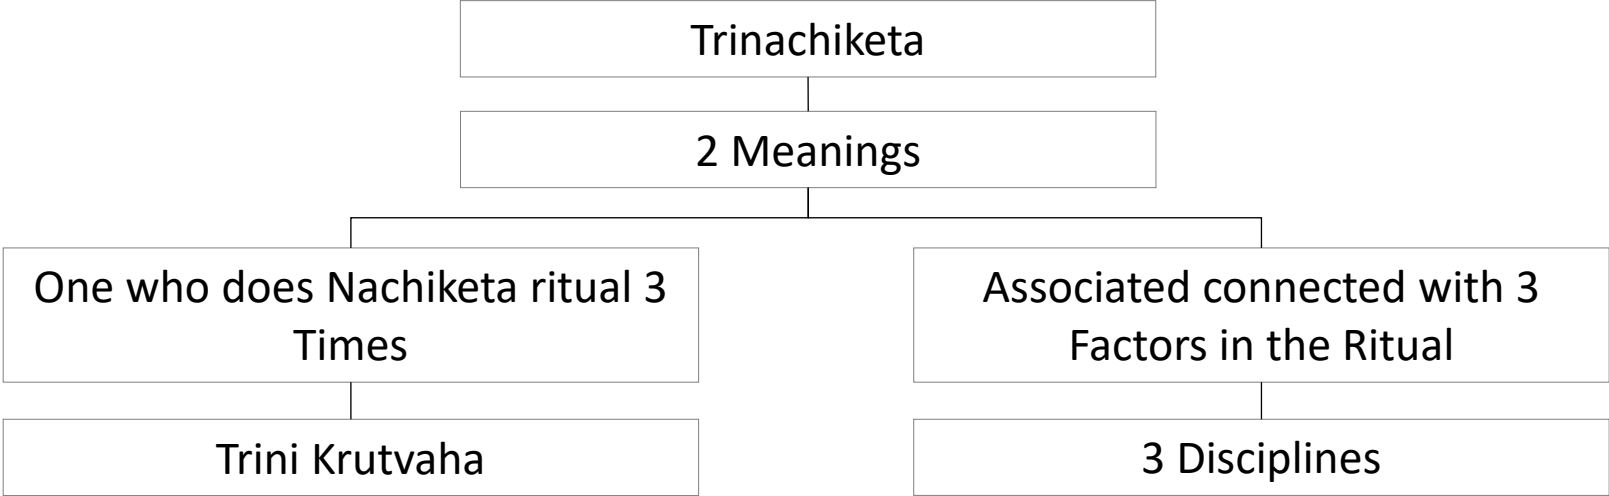 Trinachiketa
2 Meanings
One who does Nachiketa ritual 3
Times
Associated connected with 3
Factors in the Ritual
Trini Krutvaha
3 Disciplines